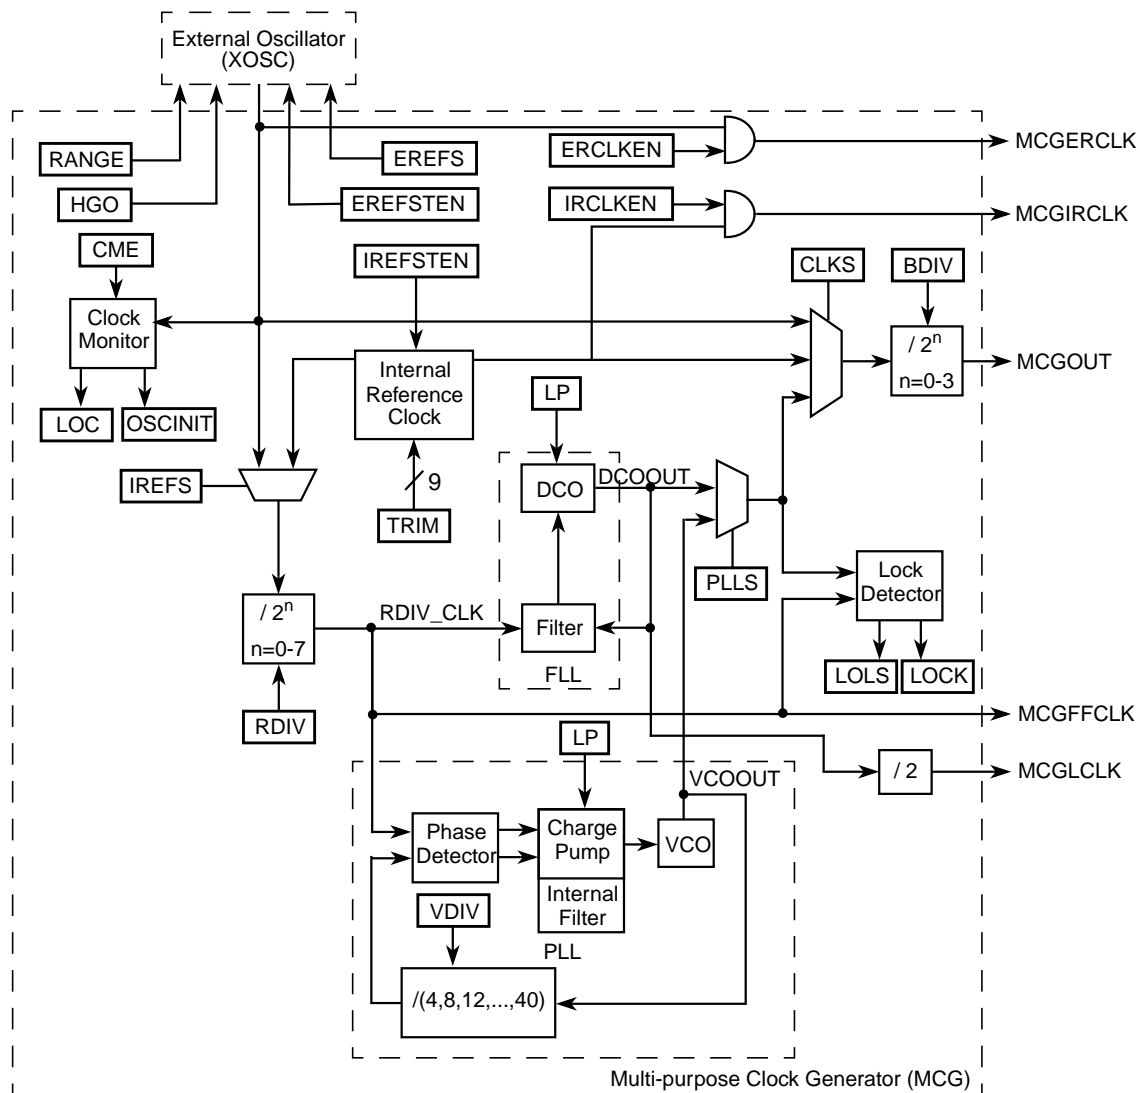 External Oscillator
(XOSC)
RANGE
HGO
EREFS
EREFSTEN
ERCLKEN
IRCLKEN
MCGERCLK
MCGIRCLK
CME
IREFSTEN
CLKS
BDIV
Clock
Monitor
/ 2ⁿ
n=0-3
MCGOUT
LOC
OSCINIT
Internal
Reference
Clock
LP
IREFS
9
TRIM
DCO
DCOOUT
PLLS
Lock
Detector
/ 2ⁿ
n=0-7
RDIV_CLK
Filter
FLL
LOLS
LOCK
RDIV
MCGFFCLK
LP
/ 2
MCGLCLK
VCOOUT
Phase
Detector
Charge
Pump
VCO
Internal
Filter
VDIV
PLL
/(4,8,12,...,40)
Multi-purpose Clock Generator (MCG)